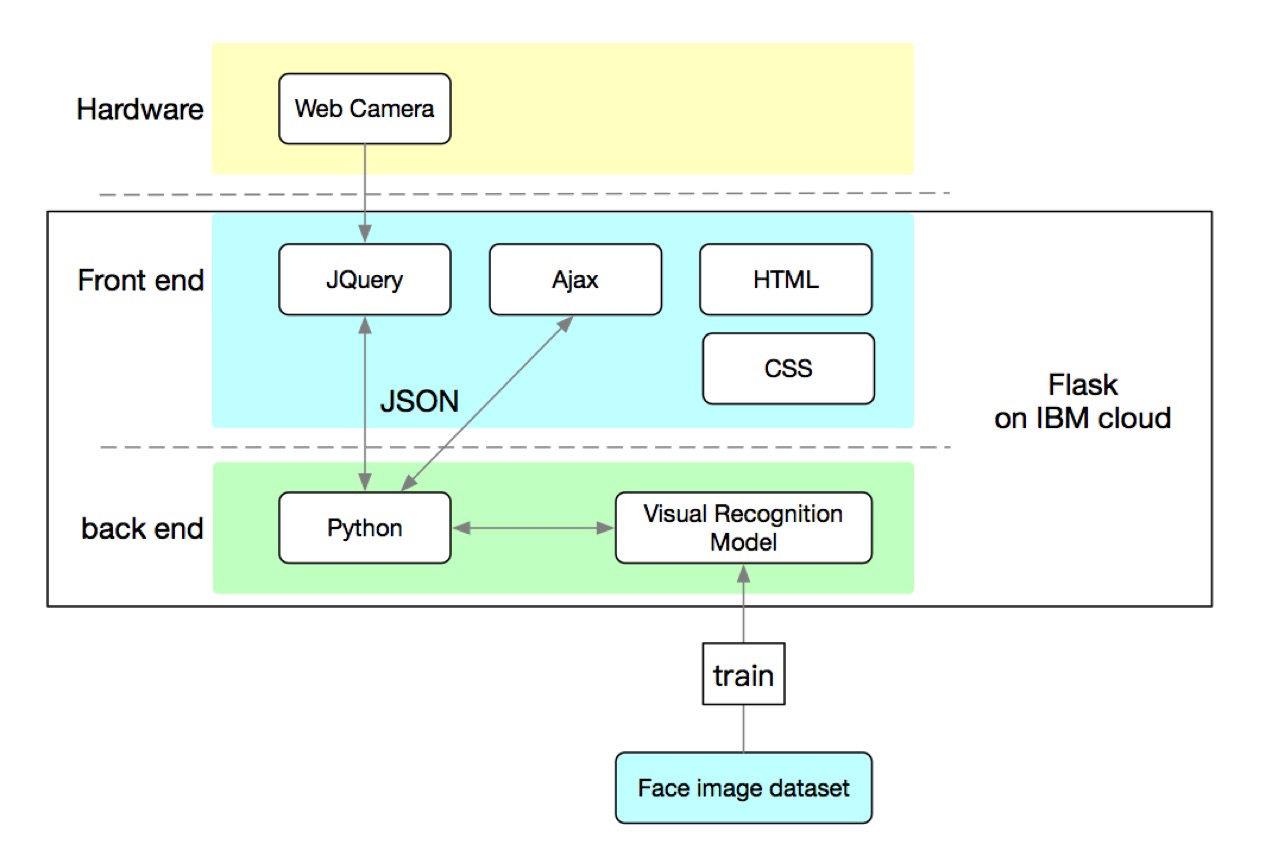 Hardware
Web Camera
Front end
JQuery
Ajax
HTML
CSS
JSON
Flask
on IBM cloud
back end
Python
Visual Recognition
Model
train
Face image dataset